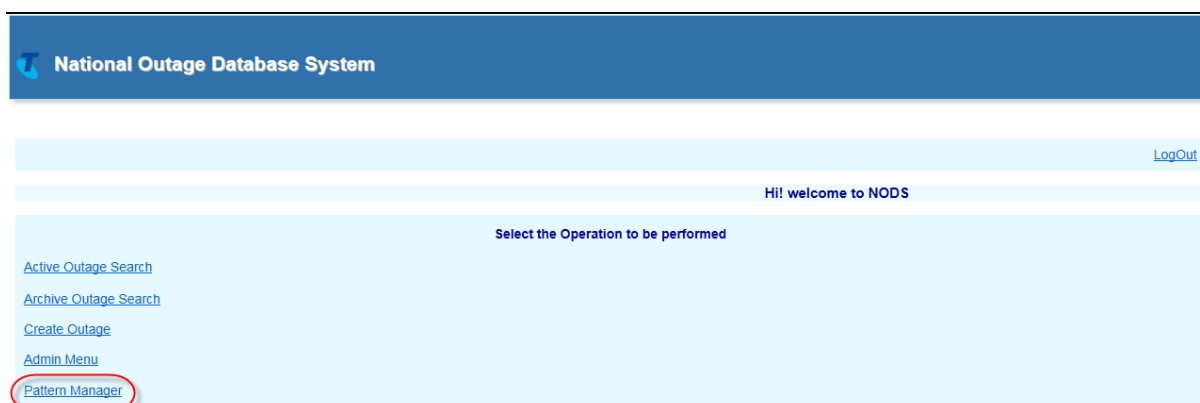 National Outage Database System
LogOut
Hi! welcome to NODS
Select the Operation to be performed
Active Outage Search
Archive Outage Search
Create Outage
Admin Menu
Pattern Manager